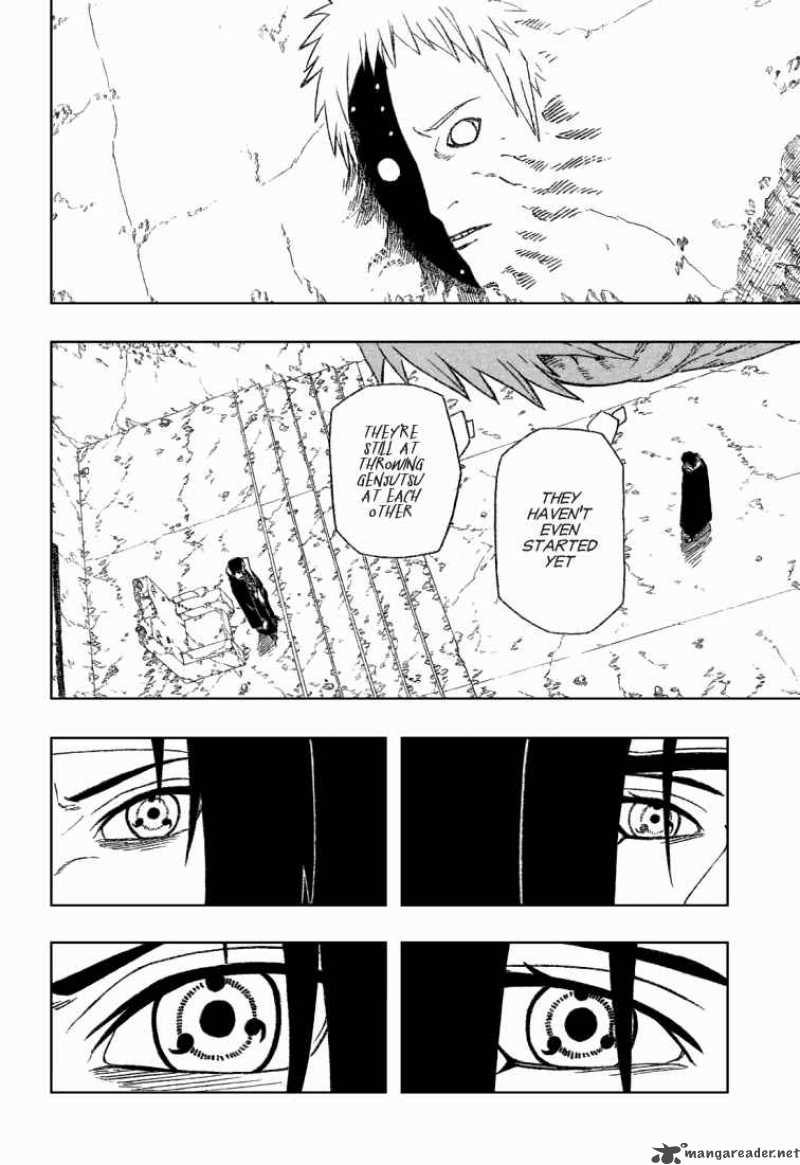 THEY
HAVEN'T
EVEN
STARTED
YET
THEY'RE
STILL AT
THROWING
GENJUTSU
AT EACH
OTHER
mangareader.net